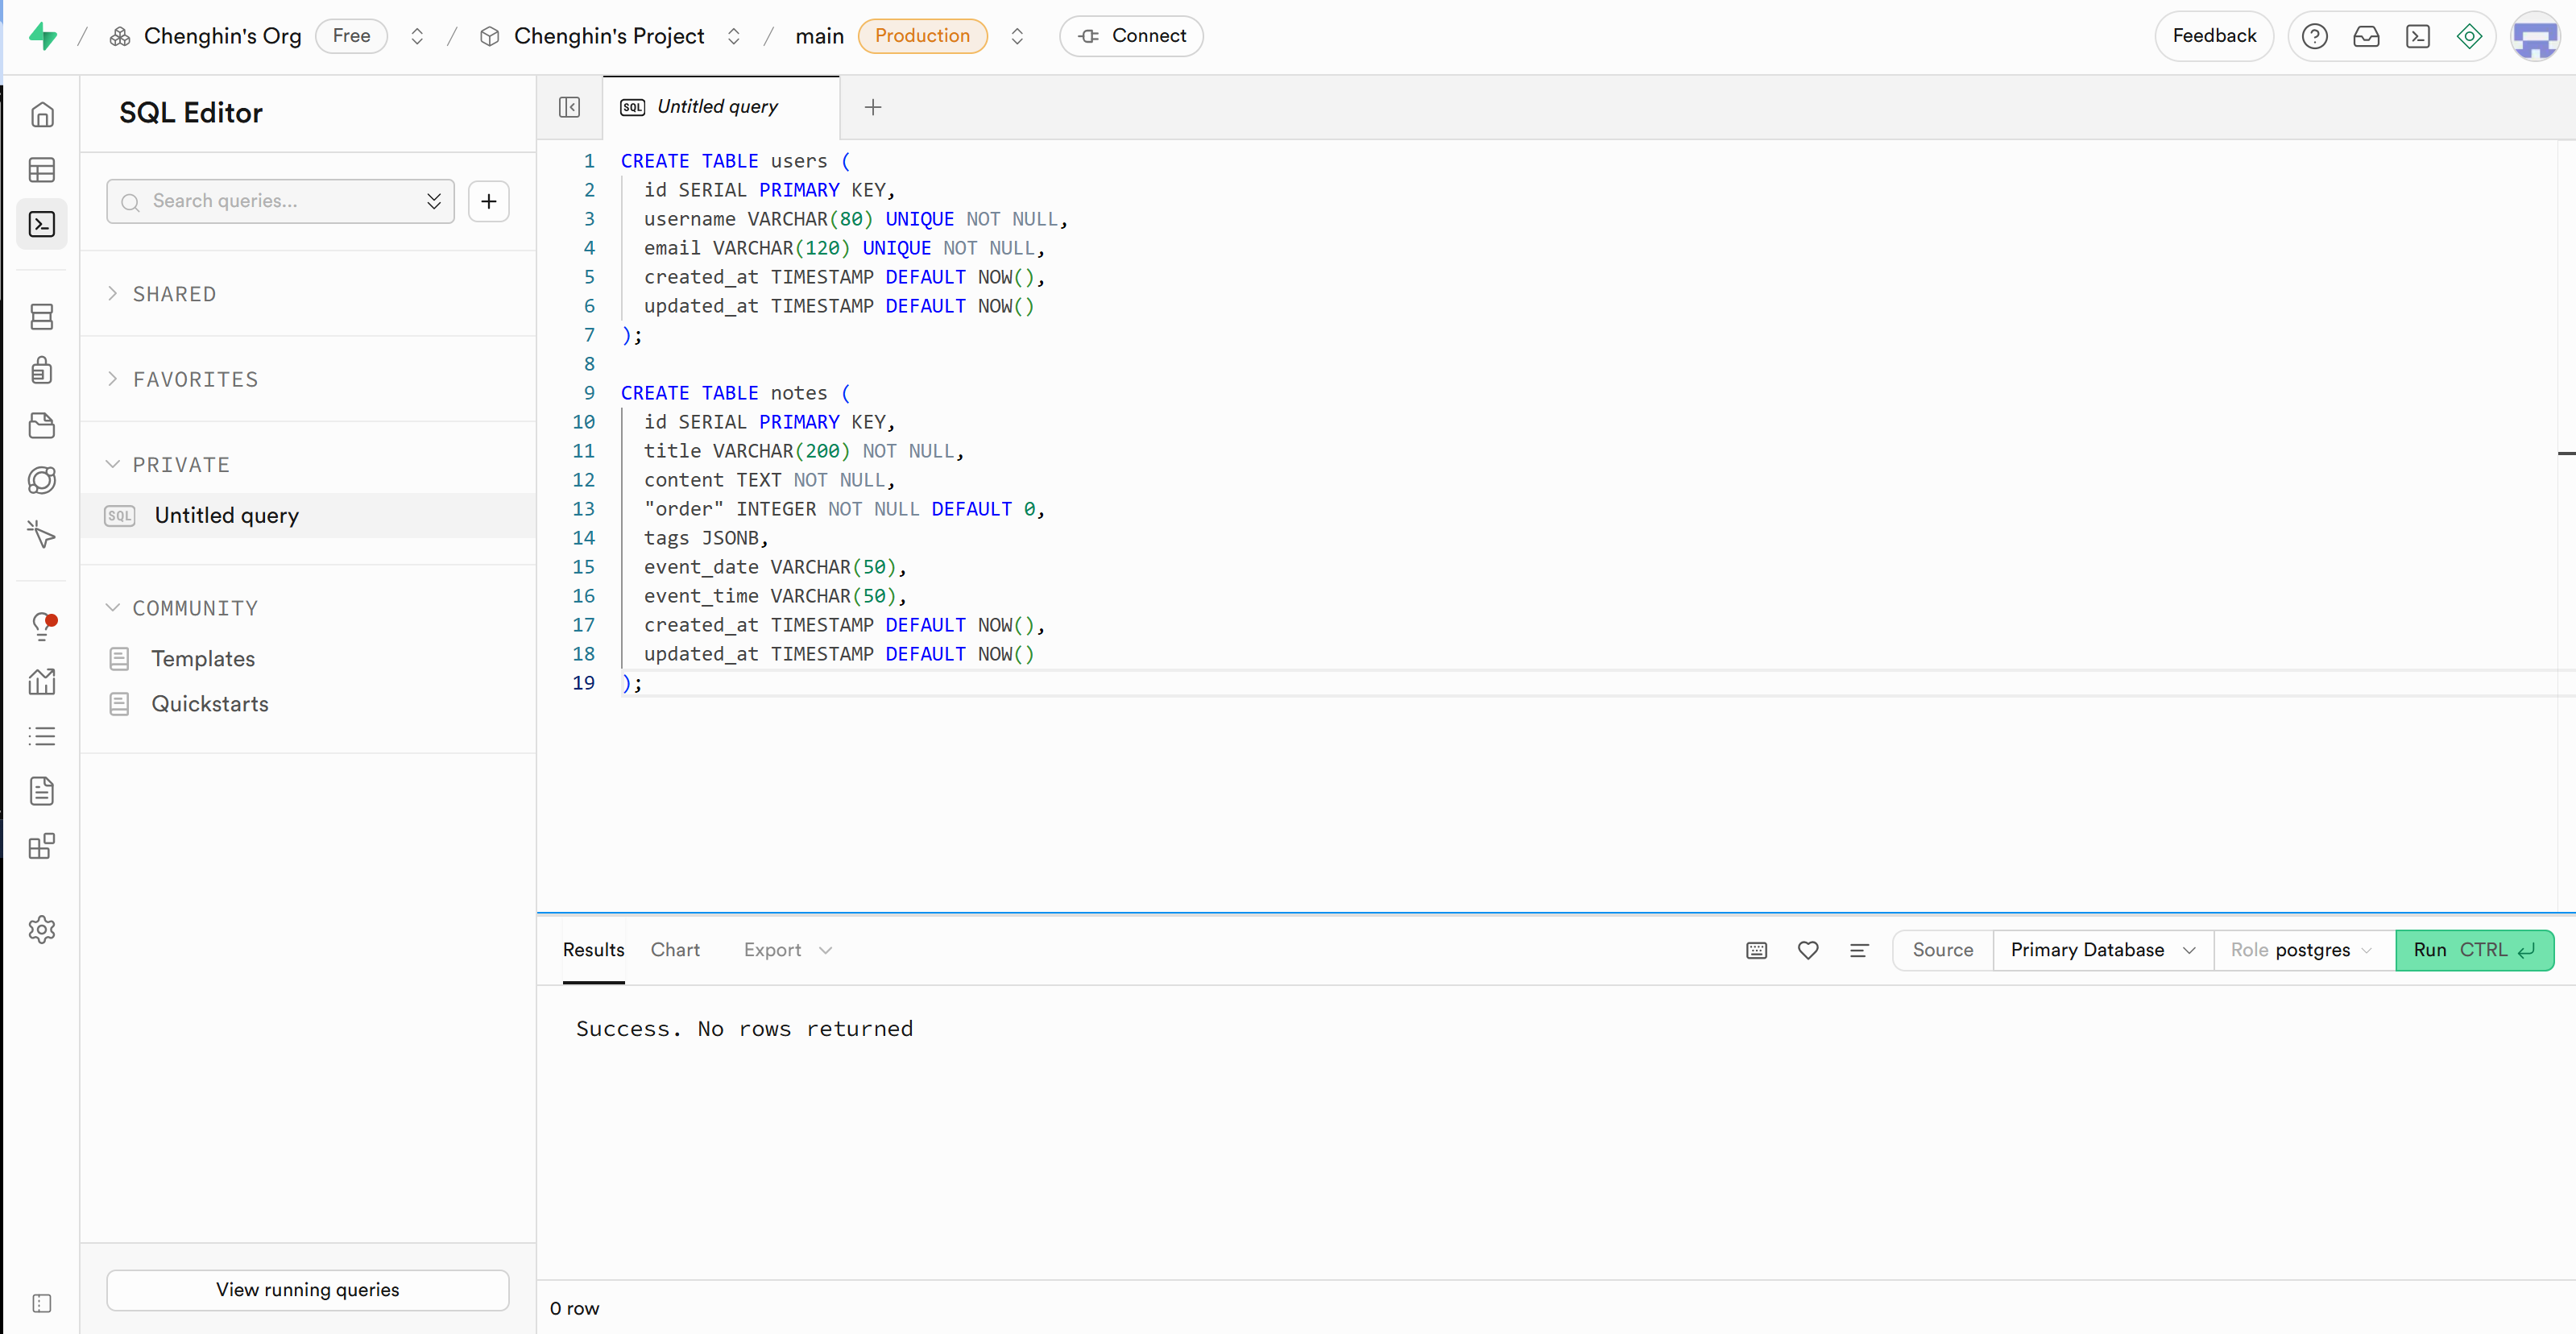 / Chenghin's Org Free / Chenghin's Project / main Production Connect Feedback
SQL Editor
SQL Untitled query
Search queries...
SHARED
FAVORITES
PRIVATE
SQL Untitled query
COMMUNITY
Templates
Quickstarts
View running queries
1 CREATE TABLE users (
2 id SERIAL PRIMARY KEY,
3 username VARCHAR(80) UNIQUE NOT NULL,
4 email VARCHAR(120) UNIQUE NOT NULL,
5 created_at TIMESTAMP DEFAULT NOW(),
6 updated_at TIMESTAMP DEFAULT NOW()
7 );
8
9 CREATE TABLE notes (
10 id SERIAL PRIMARY KEY,
11 title VARCHAR(200) NOT NULL,
12 content TEXT NOT NULL,
13 "order" INTEGER NOT NULL DEFAULT 0,
14 tags JSONB,
15 event_date VARCHAR(50),
16 event_time VARCHAR(50),
17 created_at TIMESTAMP DEFAULT NOW(),
18 updated_at TIMESTAMP DEFAULT NOW()
19 );
Results Chart Export Source Primary Database Role postgres Run CTRL
Success. No rows returned
0 row